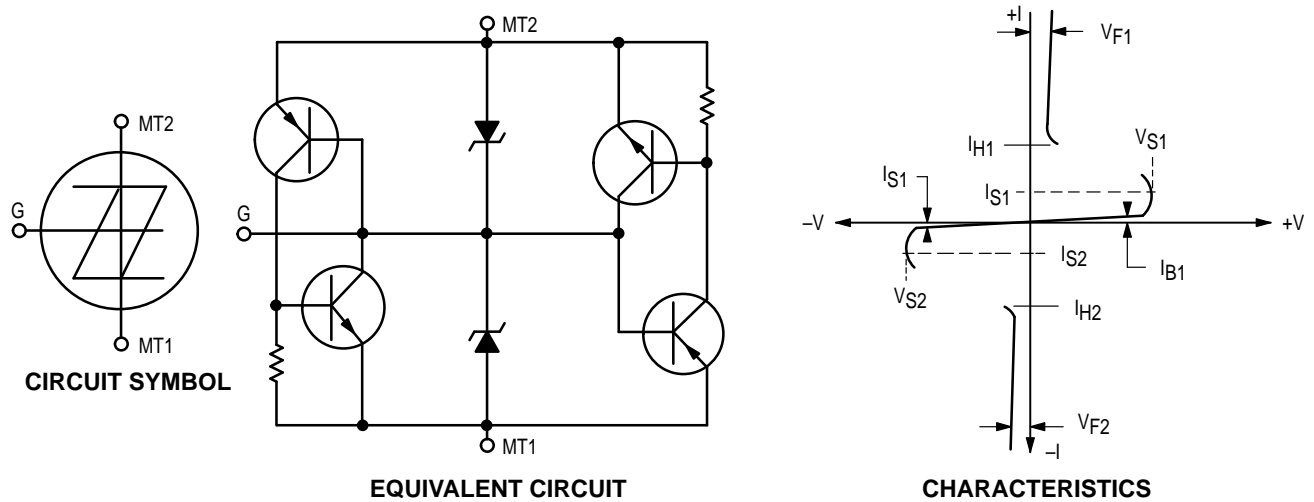 MT2
G
MT1
CIRCUIT SYMBOL
MT2
G
MT1
EQUIVALENT CIRCUIT
+I
VF1
IH1
VS1
IS1
IS1
–V
+V
IS2
IB1
VS2
IH2
VF2
–I
CHARACTERISTICS